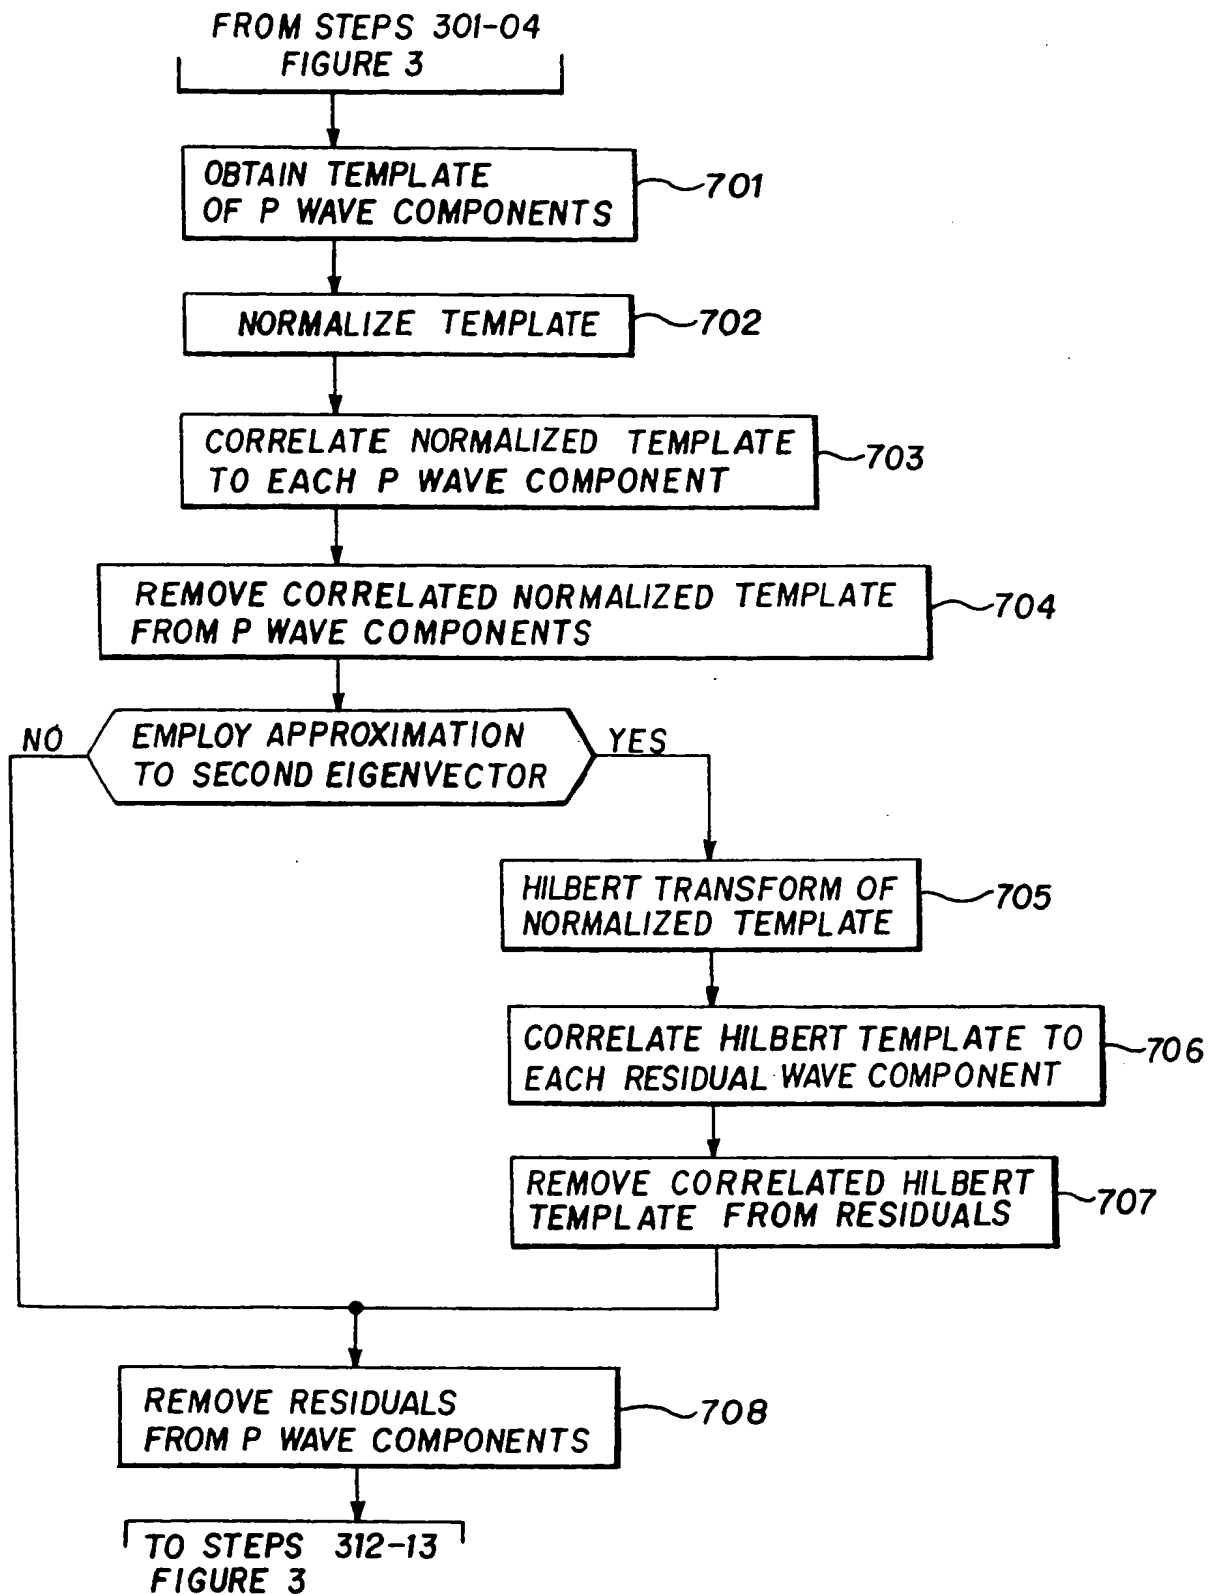 FROM STEPS 301-04
FIGURE 3
OBTAIN TEMPLATE
OF P WAVE COMPONENTS
701
NORMALIZE TEMPLATE
702
CORRELATE NORMALIZED TEMPLATE
TO EACH P WAVE COMPONENT
703
REMOVE CORRELATED NORMALIZED TEMPLATE
FROM P WAVE COMPONENTS
704
NO
EMPLOY APPROXIMATION
TO SECOND EIGENVECTOR
YES
HILBERT TRANSFORM OF
NORMALIZED TEMPLATE
705
CORRELATE HILBERT TEMPLATE TO
EACH RESIDUAL WAVE COMPONENT
706
REMOVE CORRELATED HILBERT
TEMPLATE FROM RESIDUALS
707
REMOVE RESIDUALS
FROM P WAVE COMPONENTS
708
TO STEPS 312-13
FIGURE 3